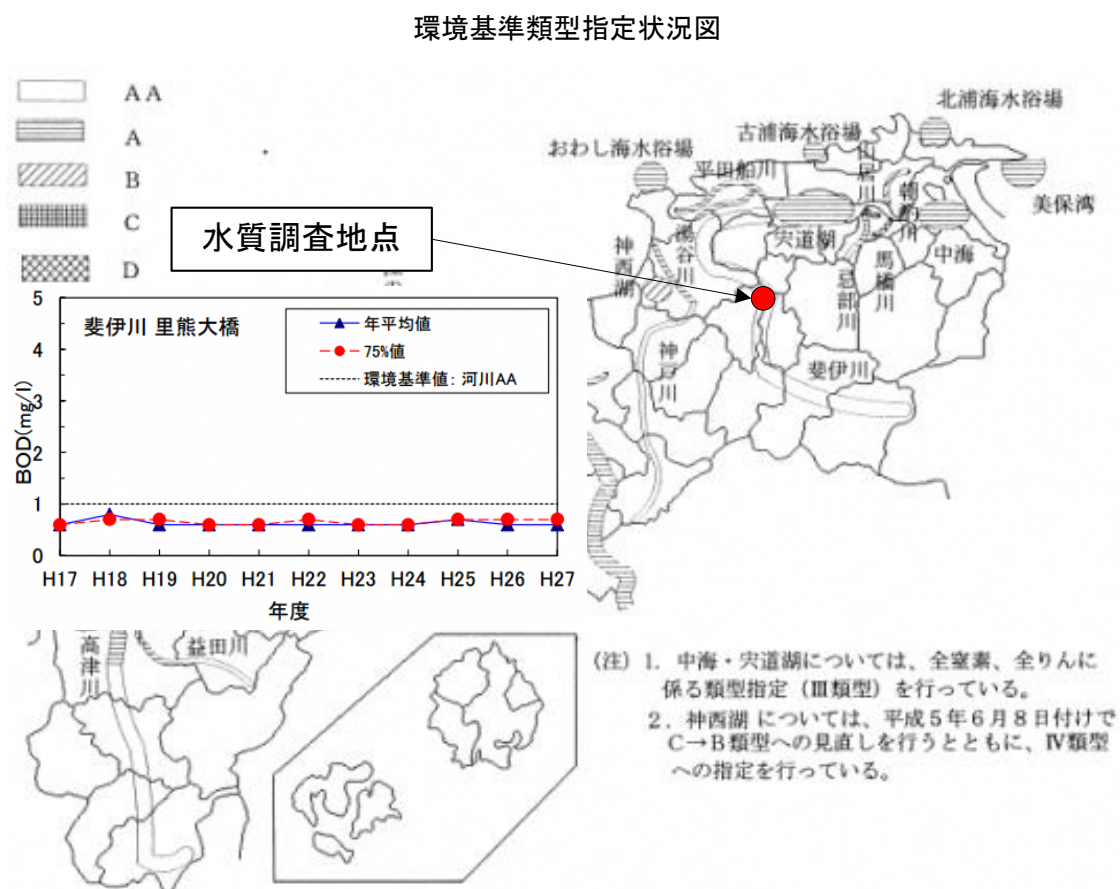 環境基準類型指定状況図
AA
A
B
C
D
水質調査地点
北浦海水浴場
古浦海水浴場
おわし海水浴場
平田船川
美保湾
宍道湖
中海
馬橋川
忌部川
湯谷川
神西湖
神戸川
斐伊川
斐伊川 里熊大橋
年平均値
75%値
環境基準値: 河川AA
BOD(mg/l)
5
4
3
2
1
0
H17 H18 H19 H20 H21 H22 H23 H24 H25 H26 H27
年度
高津川
益田川
(注) 1. 中海・宍道湖については、全窒素、全りんに
係る類型指定(Ⅲ類型)を行っている。
2. 神西湖 については、平成5年6月8日付けで
C→B類型への見直しを行うとともに、Ⅳ類型
への指定を行っている。